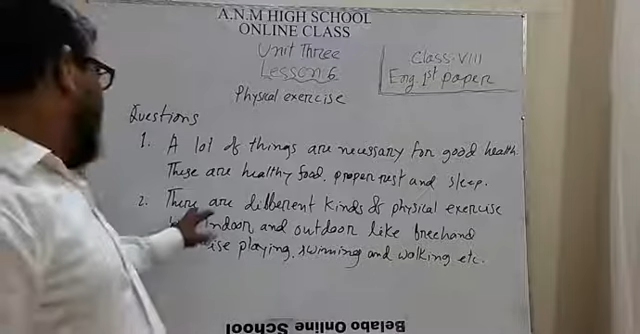 A.N.M HIGH SCHOOL
ONLINE CLASS
Unit Three
Lesson: 6
Class-VIII
Eng. 1st paper
Physical exercise
Questions
1. A lot of things are necessary for good health.
These are healthy food, proper rest and sleep.
2. There are different kinds of physical exercise
Indoor and outdoor like freehand
playing, swimming and walking etc.
Belabo Online School